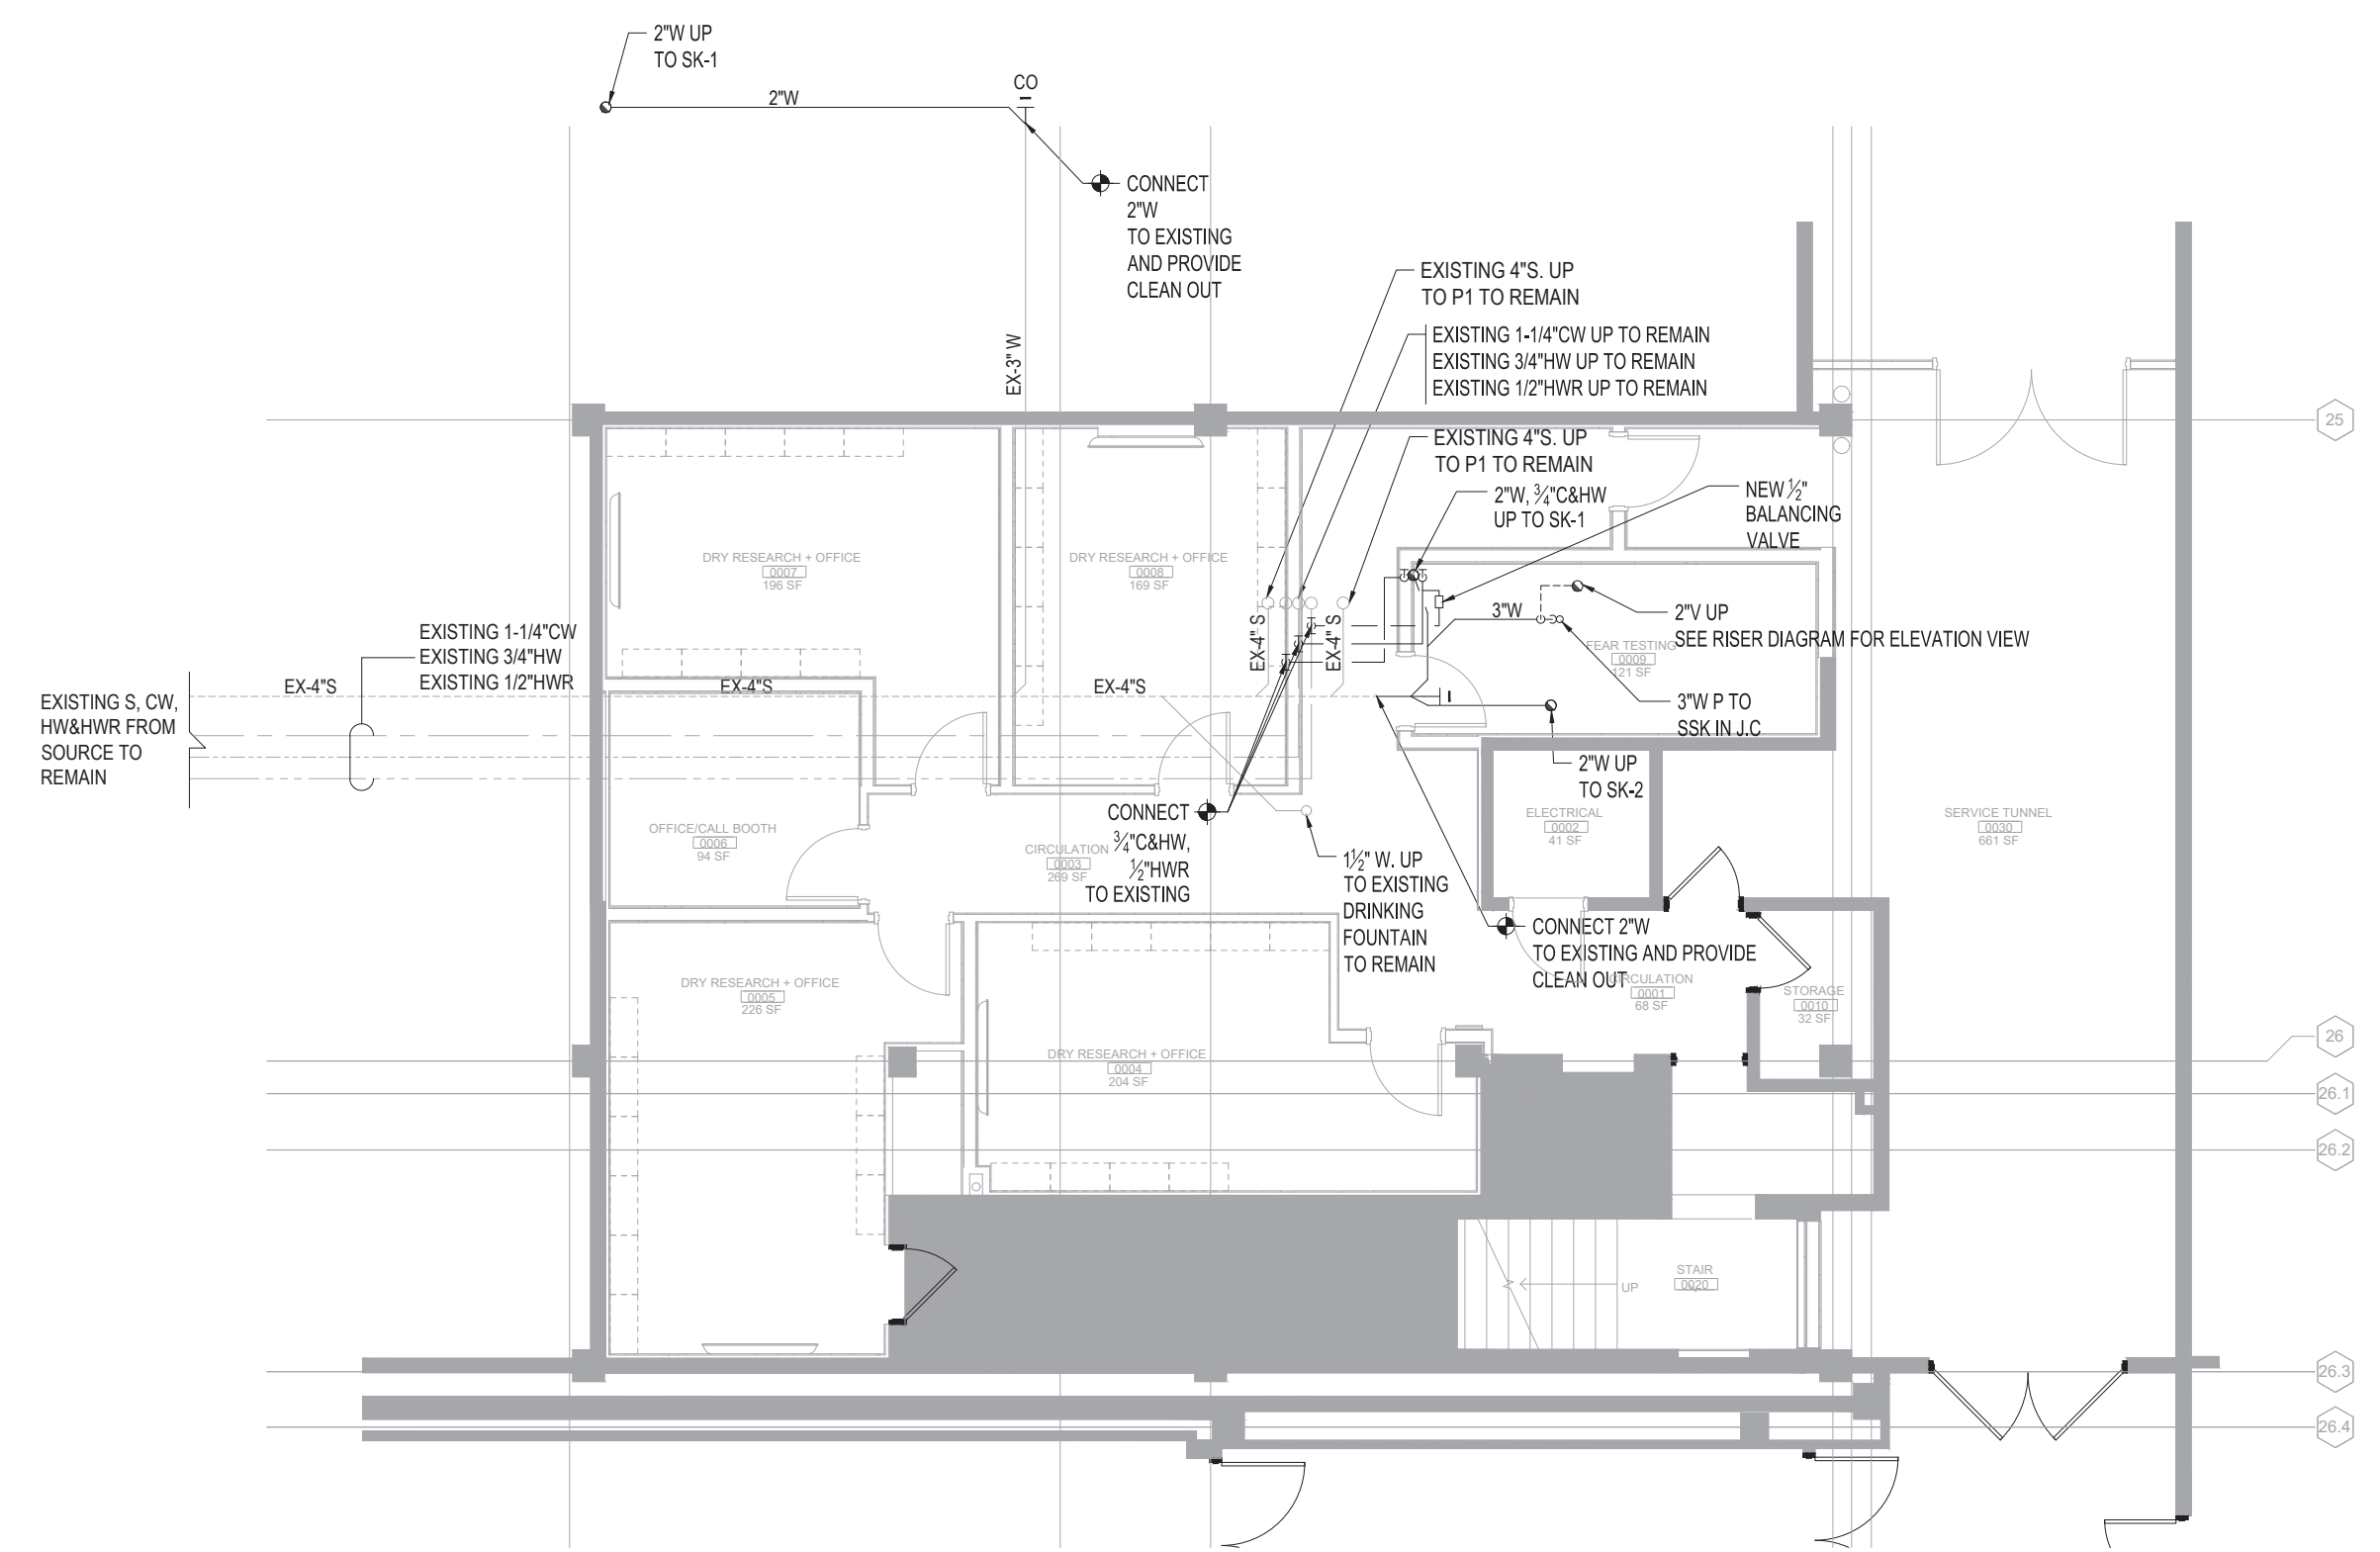 2"W UP
TO SK-1
2"W
CO
CONNECT
2"W
TO EXISTING
AND PROVIDE
CLEAN OUT
EX-3" W
EXISTING 4"S. UP
TO P1 TO REMAIN
EXISTING 1-1/4"CW UP TO REMAIN
EXISTING 3/4"HW UP TO REMAIN
EXISTING 1/2"HWR UP TO REMAIN
25
EXISTING 4"S. UP
TO P1 TO REMAIN
2"W, ¾"C&HW
UP TO SK-1
NEW ½"
BALANCING
VALVE
DRY RESEARCH + OFFICE
0007
196 SF
DRY RESEARCH + OFFICE
0008
169 SF
3"W
2"V UP
SEE RISER DIAGRAM FOR ELEVATION VIEW
FEAR TESTING
0009
121 SF
EX-4" S
EX-4" S
EXISTING 1-1/4"CW
EXISTING 3/4"HW
EXISTING 1/2"HWR
EX-4"S
EX-4"S
EX-4"S
EXISTING S, CW,
HW&HWR FROM
SOURCE TO
REMAIN
3"W P TO
SSK IN J.C
2"W UP
TO SK-2
CONNECT
¾"C&HW,
½"HWR
TO EXISTING
OFFICE/CALL BOOTH
0006
94 SF
CIRCULATION
0003
269 SF
ELECTRICAL
0002
41 SF
SERVICE TUNNEL
0030
661 SF
1½" W. UP
TO EXISTING
DRINKING
FOUNTAIN
TO REMAIN
CONNECT 2"W
TO EXISTING AND PROVIDE
CLEAN OUT
CIRCULATION
0001
68 SF
DRY RESEARCH + OFFICE
0005
226 SF
STORAGE
0010
32 SF
26
DRY RESEARCH + OFFICE
0004
204 SF
26.1
26.2
STAIR
0020
UP
26.3
26.4